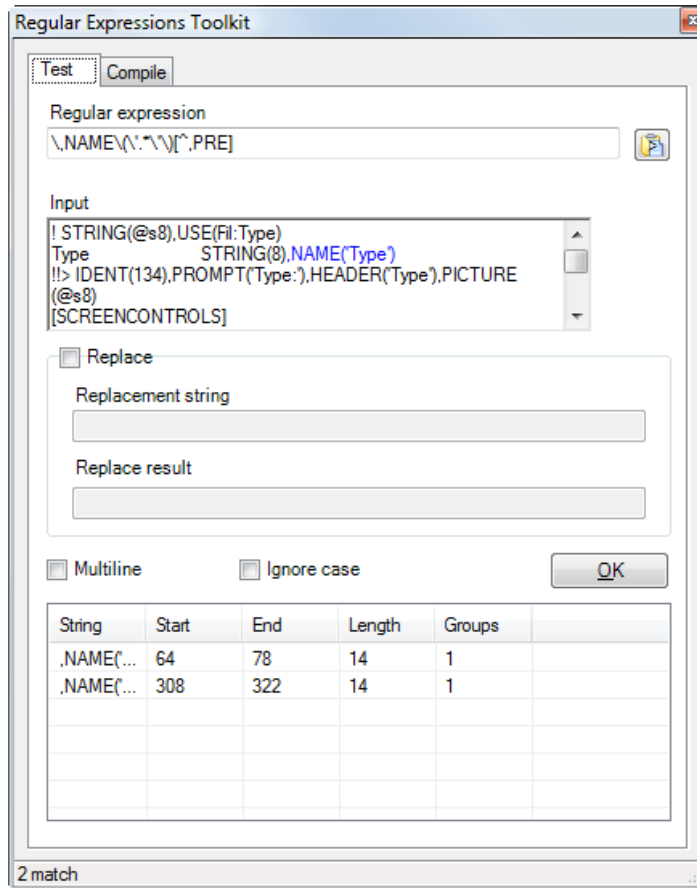 Regular Expressions Toolkit
Test Compile
Regular expression
\,NAME\(\'.*\'\)[^,PRE]
Input
! STRING(@s8),USE(Fil:Type)
Type STRING(8),NAME('Type')
!!> IDENT(134),PROMPT('Type:'),HEADER('Type'),PICTURE
(@s8)
[SCREENCONTROLS]
Replace
Replacement string
Replace result
Multiline Ignore case OK
String Start End Length Groups
,NAME('... 64 78 14 1
,NAME('... 308 322 14 1
2 match